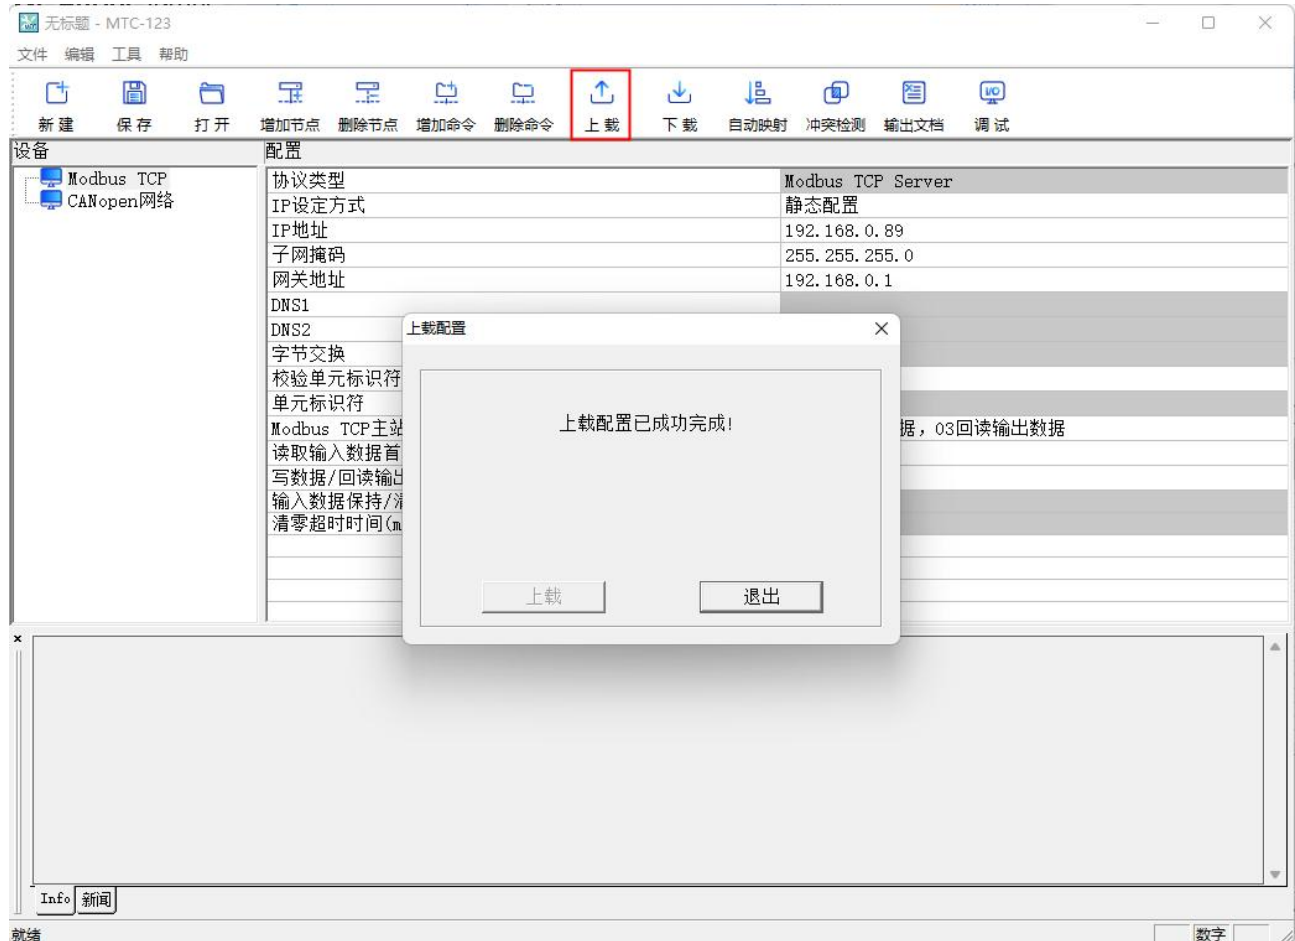 无标题 - MTC-123
文件 编辑 工具 帮助
新建 保存 打开 增加节点 删除节点 增加命令 删除命令 上载 下载 自动映射 冲突检测 输出文档 调试
设备 配置
Modbus TCP
CANopen网络
协议类型 Modbus TCP Server
IP设定方式 静态配置
IP地址 192.168.0.89
子网掩码 255.255.255.0
网关地址 192.168.0.1
DNS1
DNS2
字节交换
校验单元标识符
单元标识符
Modbus TCP主站 据，03回读输出数据
读取输入数据首
写数据/回读输出
输入数据保持/清
清零超时时间(m
上载配置
上载配置已成功完成!
上载 退出
Info 新闻
就绪 数字